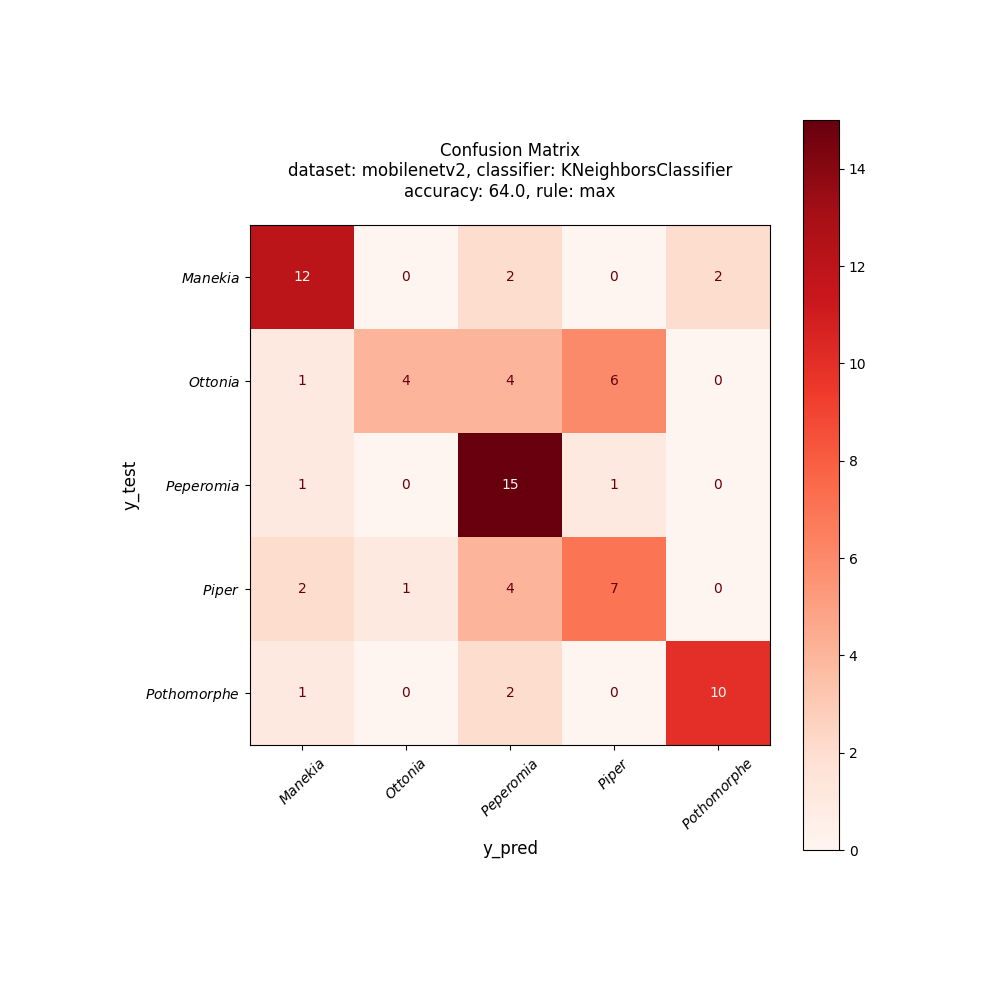 Confusion Matrix
dataset: mobilenetv2, classifier: KNeighborsClassifier
accuracy: 64.0, rule: max
Manekia 12 0 2 0 2
Ottonia 1 4 4 6 0
Peperomia 1 0 15 1 0
Piper 2 1 4 7 0
Pothomorphe 1 0 2 0 10
y_test
Manekia Ottonia Peperomia Piper Pothomorphe
y_pred
14
12
10
8
6
4
2
0